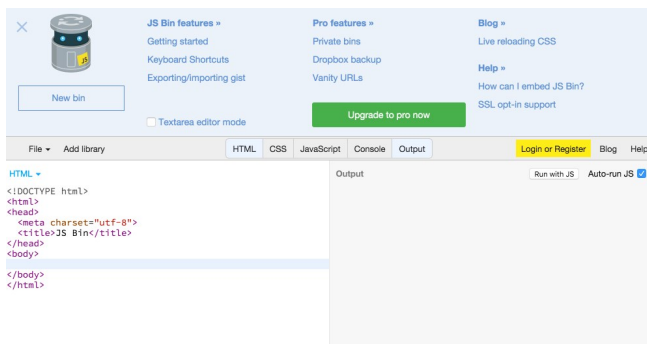 JS Bin features »
Getting started
Keyboard Shortcuts
Exporting/importing gist
Textarea editor mode
Pro features »
Private bins
Dropbox backup
Vanity URLs
Upgrade to pro now
Blog »
Live reloading CSS
Help »
How can I embed JS Bin?
SSL opt-in support
JS
New bin
File Add library HTML CSS JavaScript Console Output Login or Register Blog Help
HTML
Output Run with JS Auto-run JS
<!DOCTYPE html>
<html>
<head>
  <meta charset="utf-8">
  <title>JS Bin</title>
</head>
<body>
</body>
</html>